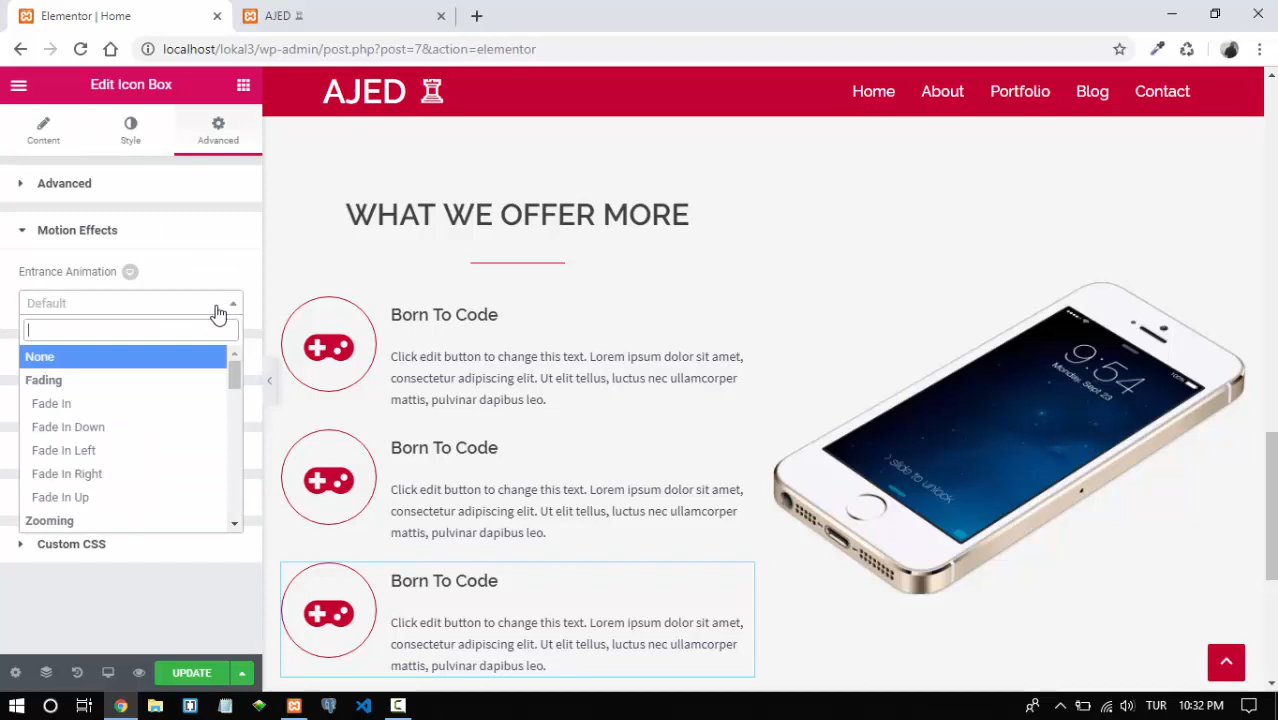 Elementor | Home
AJED
localhost/lokal3/wp-admin/post.php?post=7&action=elementor
Edit Icon Box
Content
Style
Advanced
Advanced
Motion Effects
Entrance Animation
Default
None
Fading
Fade In
Fade In Down
Fade In Left
Fade In Right
Fade In Up
Zooming
Custom CSS
UPDATE
AJED
Home
About
Portfolio
Blog
Contact
WHAT WE OFFER MORE
Born To Code
Click edit button to change this text. Lorem ipsum dolor sit amet,
consectetur adipiscing elit. Ut elit tellus, luctus nec ullamcorper
mattis, pulvinar dapibus leo.
Born To Code
Click edit button to change this text. Lorem ipsum dolor sit amet,
consectetur adipiscing elit. Ut elit tellus, luctus nec ullamcorper
mattis, pulvinar dapibus leo.
Born To Code
Click edit button to change this text. Lorem ipsum dolor sit amet,
consectetur adipiscing elit. Ut elit tellus, luctus nec ullamcorper
mattis, pulvinar dapibus leo.
9:54
Monday, Sept 23
100%
slide to unlock
TUR
10:32 PM